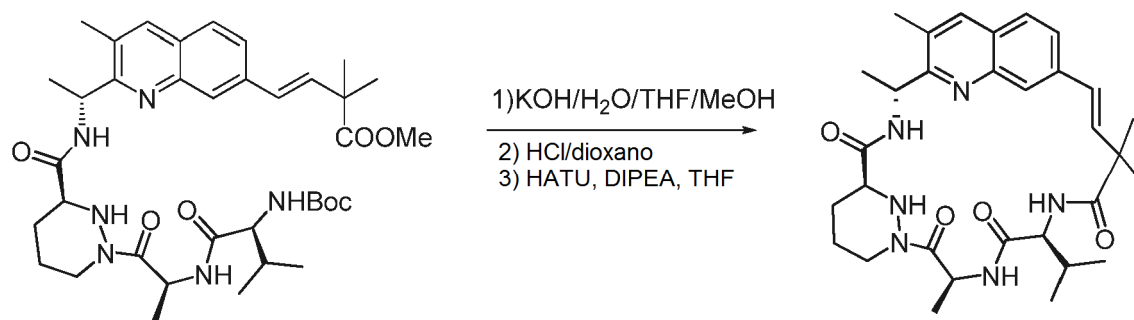 N
NH
O
COOMe
NH
N
O
O
NH
NHBoc
1)KOH/H₂O/THF/MeOH
2) HCl/dioxano
3) HATU, DIPEA, THF
N
NH
O
NH
N
O
O
NH
NH
O